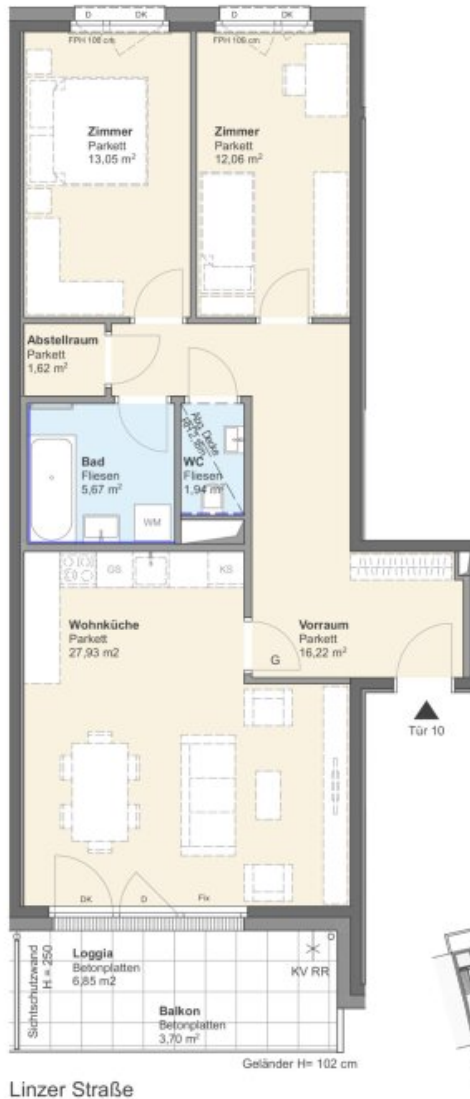 D DK
D DK
FPH 100 cm
FPH 100 cm
Zimmer
Parkett
13,05 m²
Zimmer
Parkett
12,06 m²
Abstellraum
Parkett
1,62 m²
Abg. Decke
Bad
Fliesen
5,67 m²
WC
Fliesen
1,94 m²
WM
GS
KS
Wohnküche
Parkett
27,93 m2
Vorraum
Parkett
16,22 m²
G
Tür 10
DK
D
Fix
Sichtschutzwand
H = 250
Loggia
Betonplatten
6,85 m2
KV RR
Balkon
Betonplatten
3,70 m²
Geländer H= 102 cm
Linzer Straße